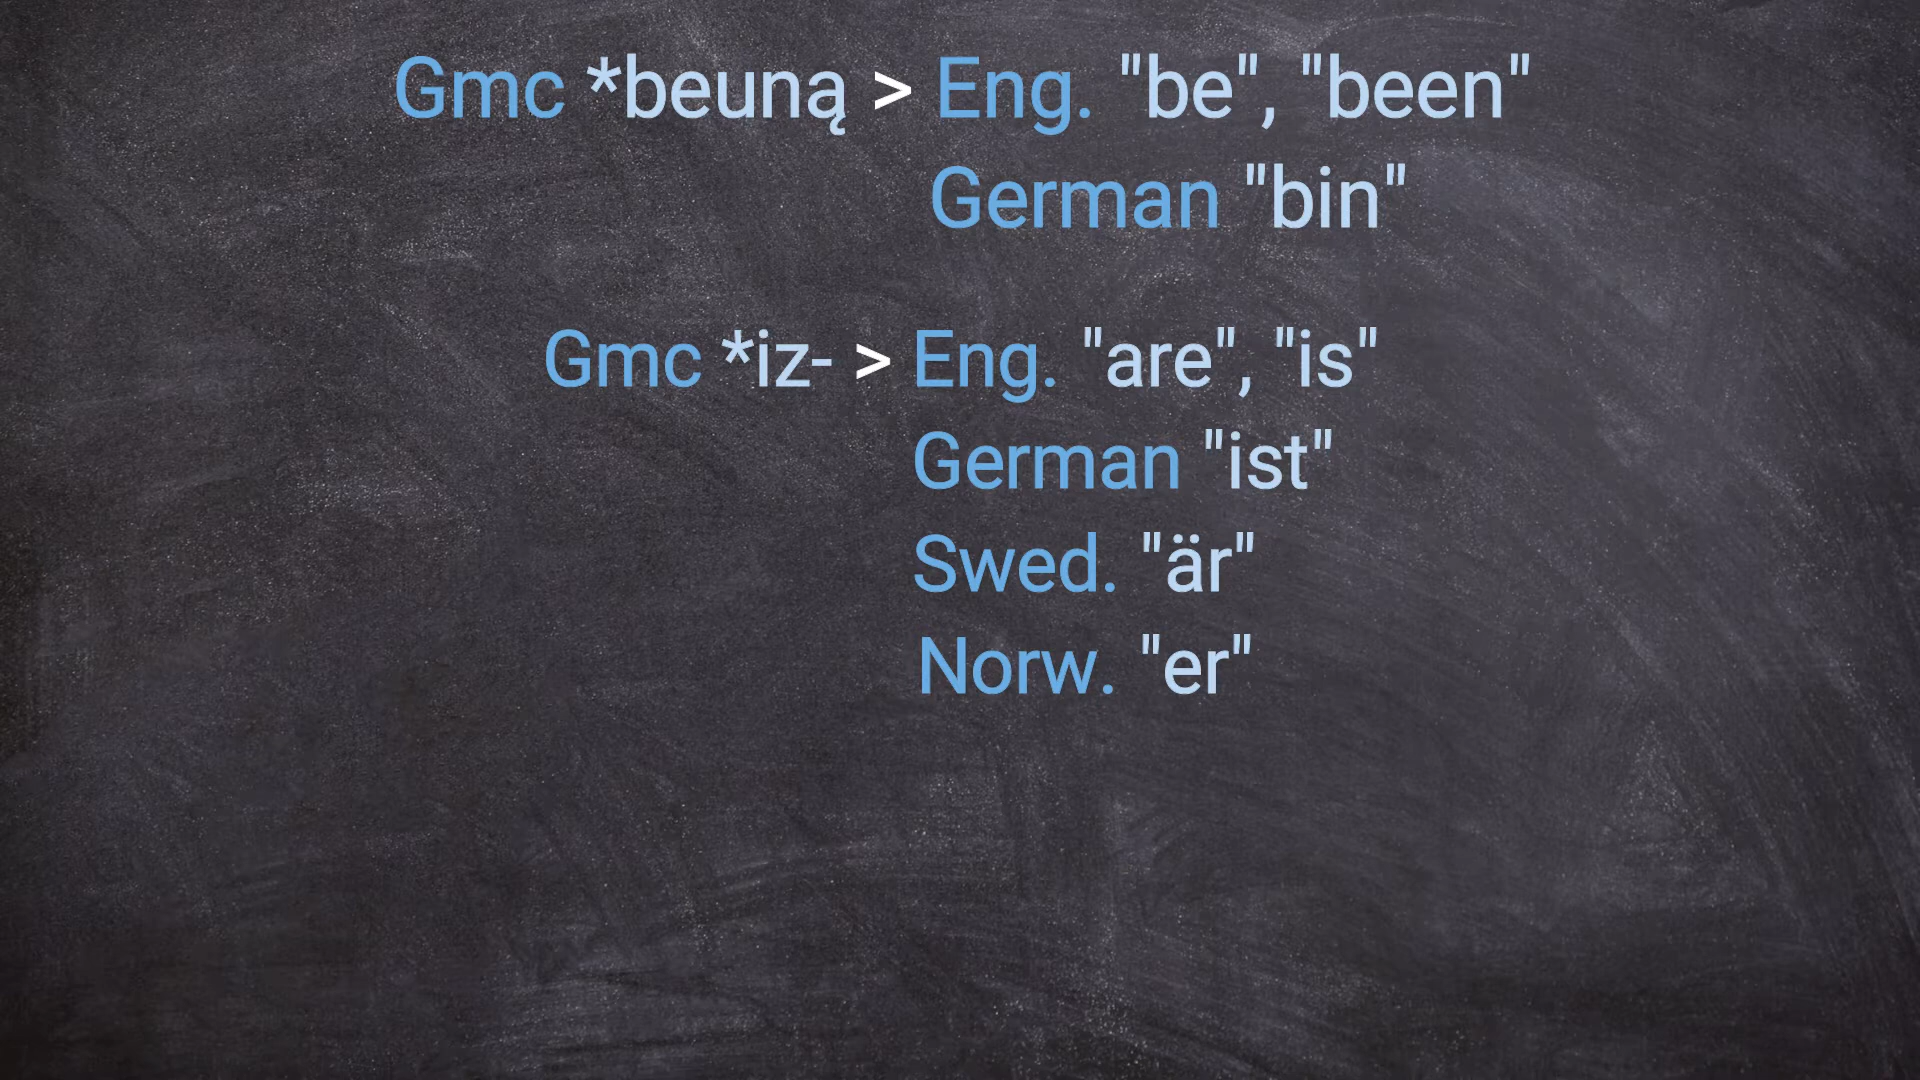 Gmc *beuną > Eng. "be", "been"
German "bin"
Gmc *iz- > Eng. "are", "is"
German "ist"
Swed. "är"
Norw. "er"